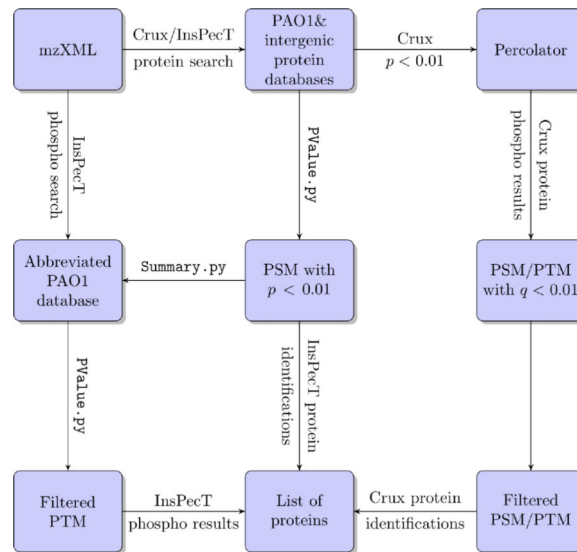 mzXML
Crux/InsPecT
protein search
PAO1&
intergenic
protein
databases
Crux
p < 0.01
Percolator
InsPecT
phospho search
PValue.py
Crux protein
phospho results
Abbreviated
PAO1
database
Summary.py
PSM with
p < 0.01
PSM/PTM
with q < 0.01
PValue.py
InsPecT protein
identifications
Filtered
PTM
InsPecT
phospho results
List of
proteins
Crux protein
identifications
Filtered
PSM/PTM